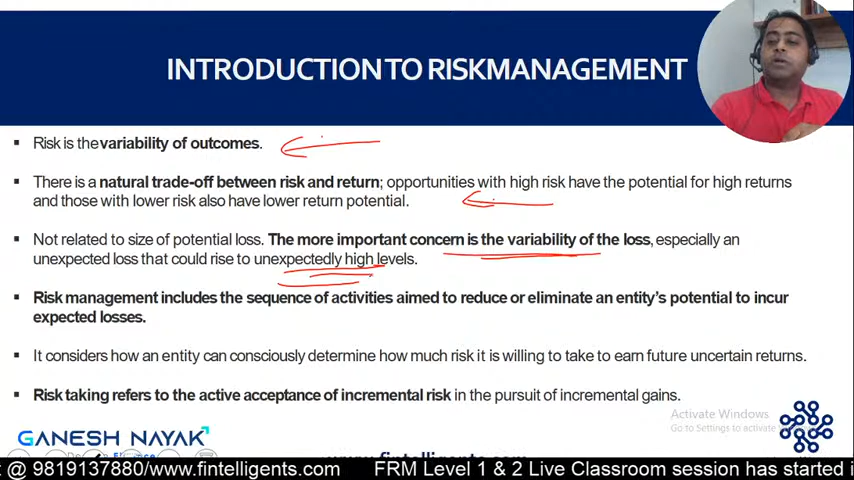 INTRODUCTION TO RISKMANAGEMENT
▪ Risk is the variability of outcomes.
▪ There is a natural trade-off between risk and return; opportunities with high risk have the potential for high returns
and those with lower risk also have lower return potential.
▪ Not related to size of potential loss. The more important concern is the variability of the loss, especially an
unexpected loss that could rise to unexpectedly high levels.
▪ Risk management includes the sequence of activities aimed to reduce or eliminate an entity's potential to incur
expected losses.
▪ It considers how an entity can consciously determine how much risk it is willing to take to earn future uncertain returns.
▪ Risk taking refers to the active acceptance of incremental risk in the pursuit of incremental gains.
Activate Windows
Go to Settings to activate
GANESH NAYAK
@ 9819137880/www.fintelligents.com FRM Level 1 & 2 Live Classroom session has started